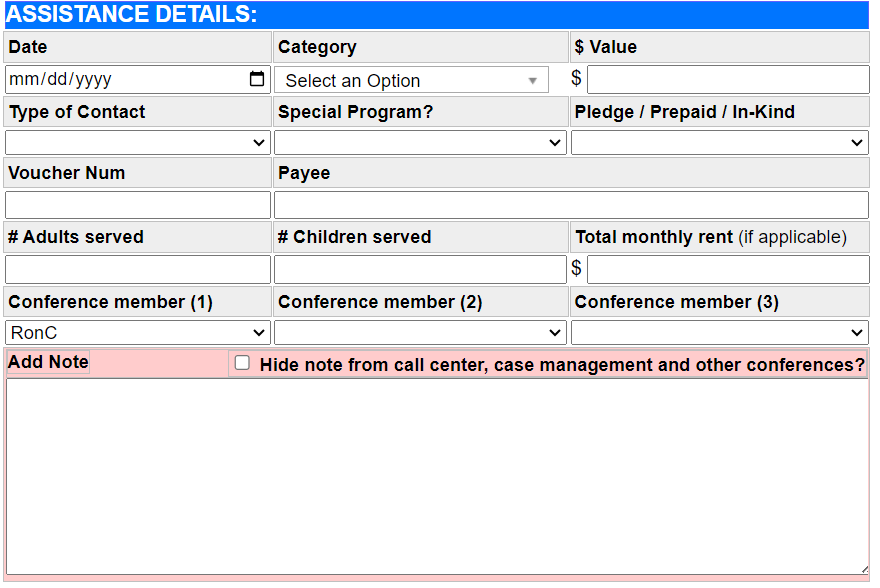 ASSISTANCE DETAILS:
Date Category $ Value
mm/dd/yyyy Select an Option $
Type of Contact Special Program? Pledge / Prepaid / In-Kind
Voucher Num Payee
# Adults served # Children served Total monthly rent (if applicable)
$
Conference member (1) Conference member (2) Conference member (3)
RonC
Add Note Hide note from call center, case management and other conferences?